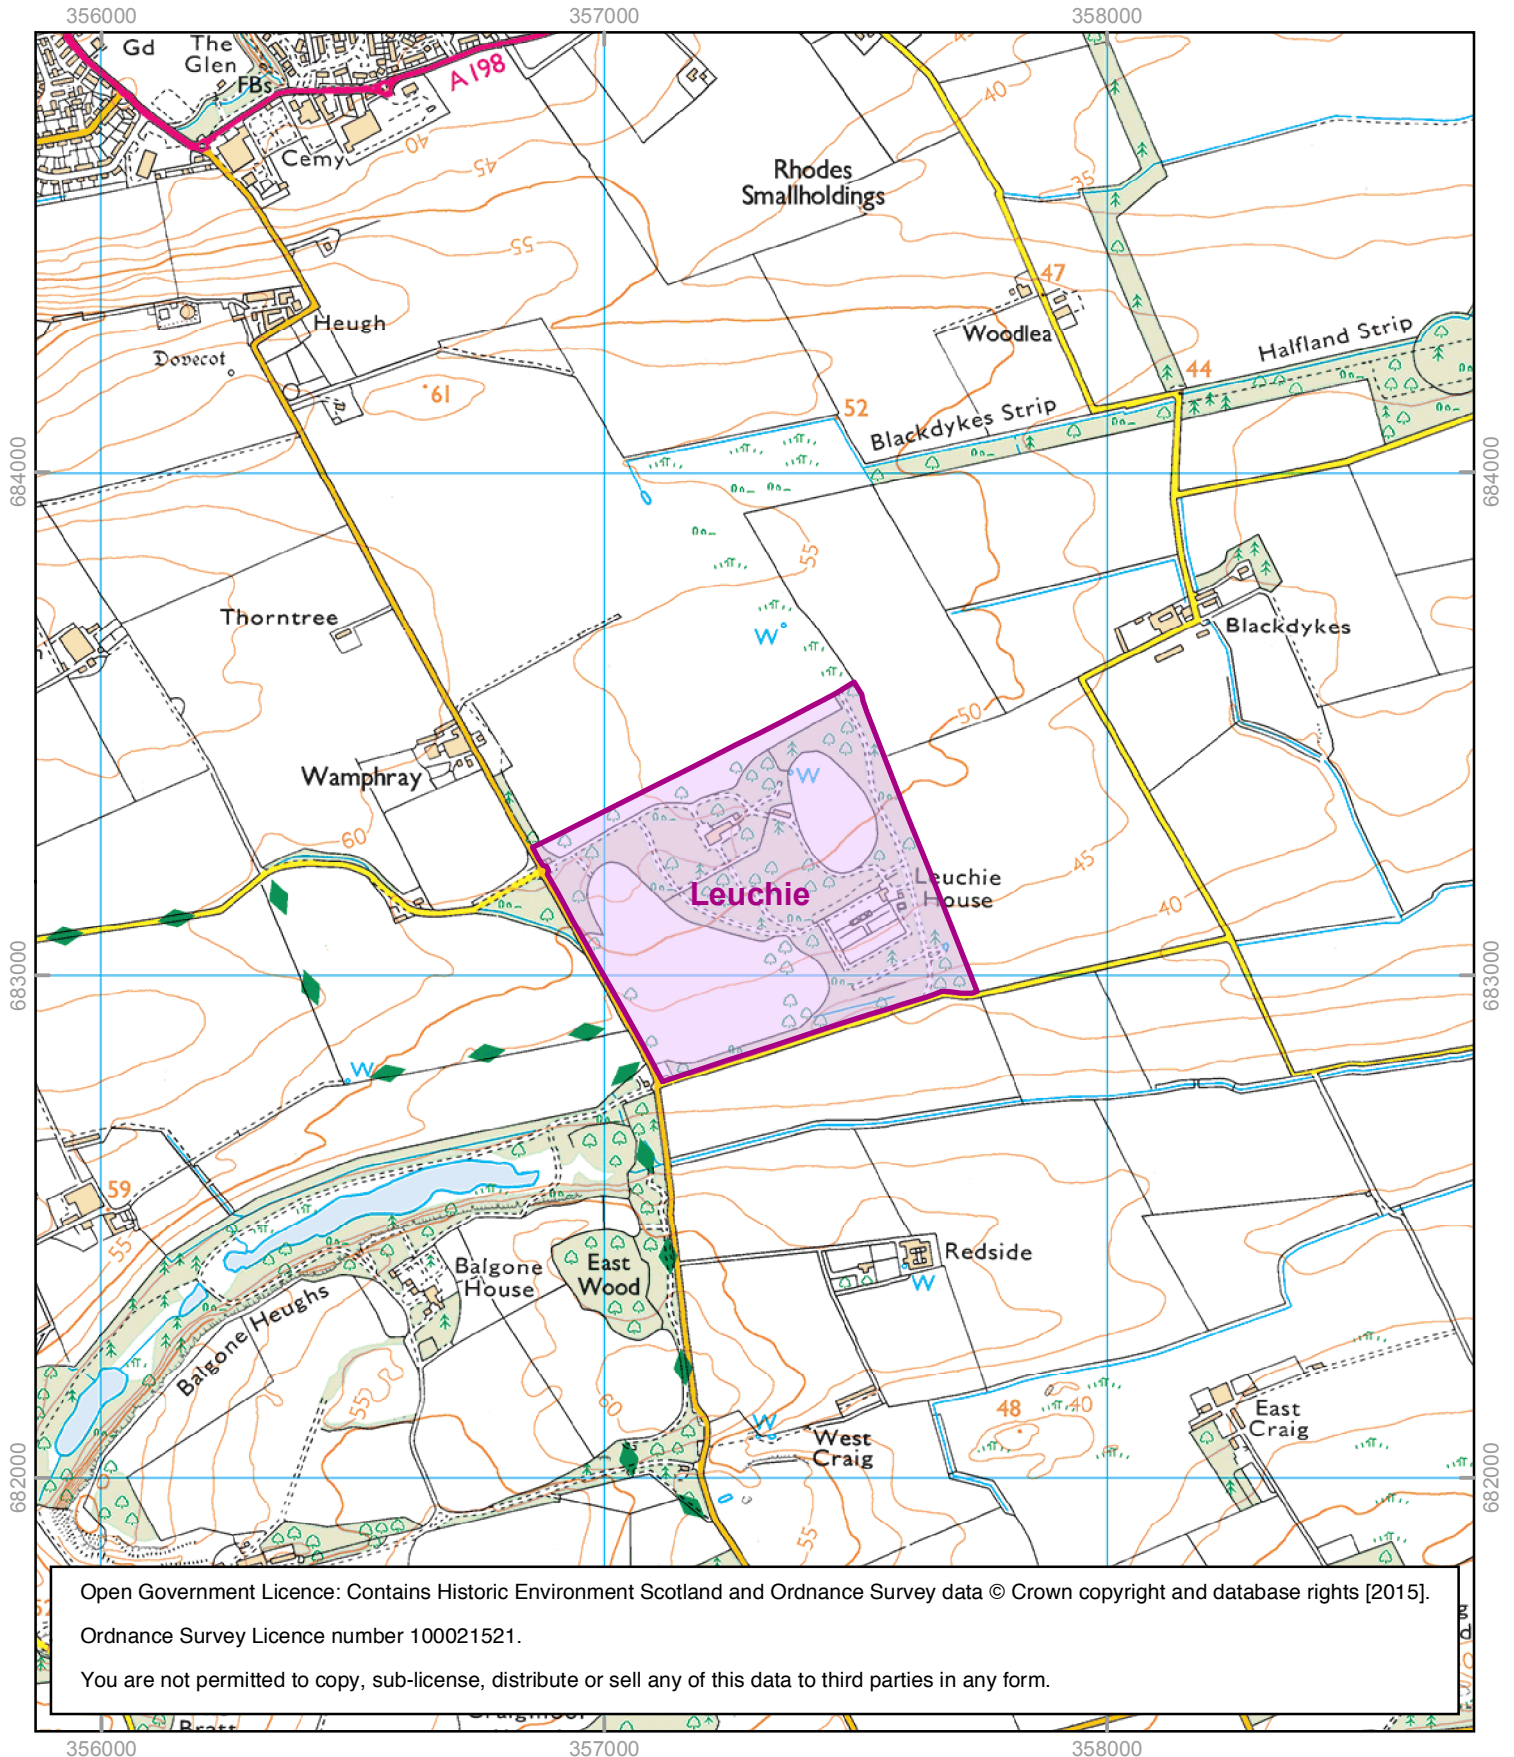 356000
357000
358000
Gd
The
Glen
FBs
A 198
Cemy
40
45
40
Rhodes
Smallholdings
35
55
47
Heugh
Woodlea
Halfland Strip
Dovecot
61
44
52
Blackdykes Strip
684000
684000
55
Thorntree
W
Blackdykes
50
Wamphray
W
60
45
Leuchie
Leuchie
House
40
683000
683000
W
59
55
Balgone
House
East
Wood
Redside
W
Balgone Heughs
55
60
48
40
W
West
Craig
East
Craig
682000
682000
55
Open Government Licence: Contains Historic Environment Scotland and Ordnance Survey data © Crown copyright and database rights [2015].
Ordnance Survey Licence number 100021521.
You are not permitted to copy, sub-license, distribute or sell any of this data to third parties in any form.
356000
357000
358000